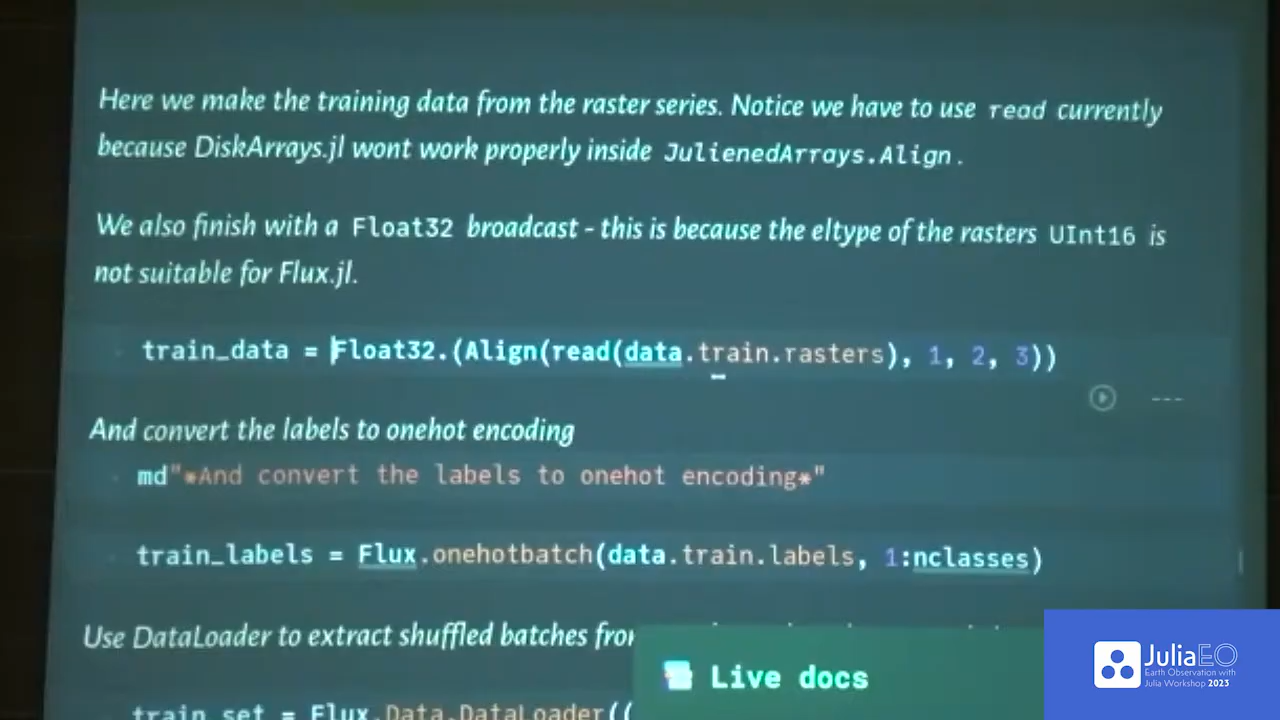 Here we make the training data from the raster series. Notice we have to use read currently
because DiskArrays.jl wont work properly inside JulienedArrays.Align.
We also finish with a Float32 broadcast - this is because the eltype of the rasters UInt16 is
not suitable for Flux.jl.
train_data = Float32.(Align(read(data.train.rasters), 1, 2, 3))
And convert the labels to onehot encoding
md"*And convert the labels to onehot encoding*"
train_labels = Flux.onehotbatch(data.train.labels, 1:nclasses)
Use DataLoader to extract shuffled batches
Live docs
train_set = Flux.Data.DataLoader((
JuliaEO
Earth Observation with
Julia Workshop 2023